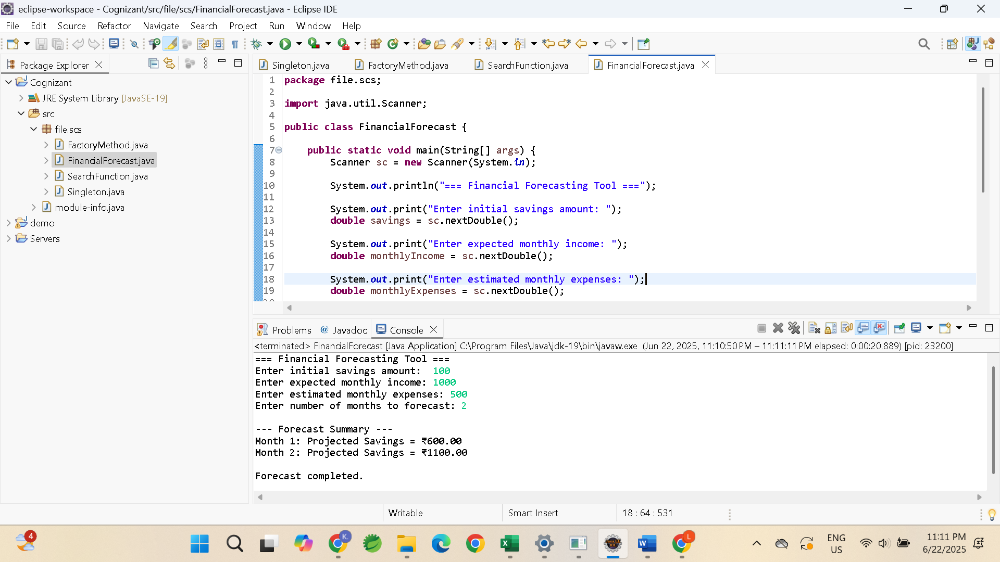 eclipse-workspace - Cognizant/src/file/scs/FinancialForecast.java - Eclipse IDE
File Edit Source Refactor Navigate Search Project Run Window Help
Package Explorer
Cognizant
JRE System Library [JavaSE-19]
src
file.scs
FactoryMethod.java
FinancialForecast.java
SearchFunction.java
Singleton.java
module-info.java
demo
Servers
Singleton.java FactoryMethod.java SearchFunction.java FinancialForecast.java
1 package file.scs;
2
3 import java.util.Scanner;
4
5 public class FinancialForecast {
6
7 public static void main(String[] args) {
8 Scanner sc = new Scanner(System.in);
9
10 System.out.println("=== Financial Forecasting Tool ===");
11
12 System.out.print("Enter initial savings amount: ");
13 double savings = sc.nextDouble();
14
15 System.out.print("Enter expected monthly income: ");
16 double monthlyIncome = sc.nextDouble();
17
18 System.out.print("Enter estimated monthly expenses: ");
19 double monthlyExpenses = sc.nextDouble();
Problems @ Javadoc Console
<terminated> FinancialForecast [Java Application] C:\Program Files\Java\jdk-19\bin\javaw.exe (Jun 22, 2025, 11:10:50 PM – 11:11:11 PM elapsed: 0:00:20.889) [pid: 23200]
=== Financial Forecasting Tool ===
Enter initial savings amount:  100
Enter expected monthly income: 1000
Enter estimated monthly expenses: 500
Enter number of months to forecast: 2
--- Forecast Summary ---
Month 1: Projected Savings = ₹600.00
Month 2: Projected Savings = ₹1100.00
Forecast completed.
Writable Smart Insert 18 : 64 : 531
4
K.
L
ENG
US
11:11 PM
6/22/2025